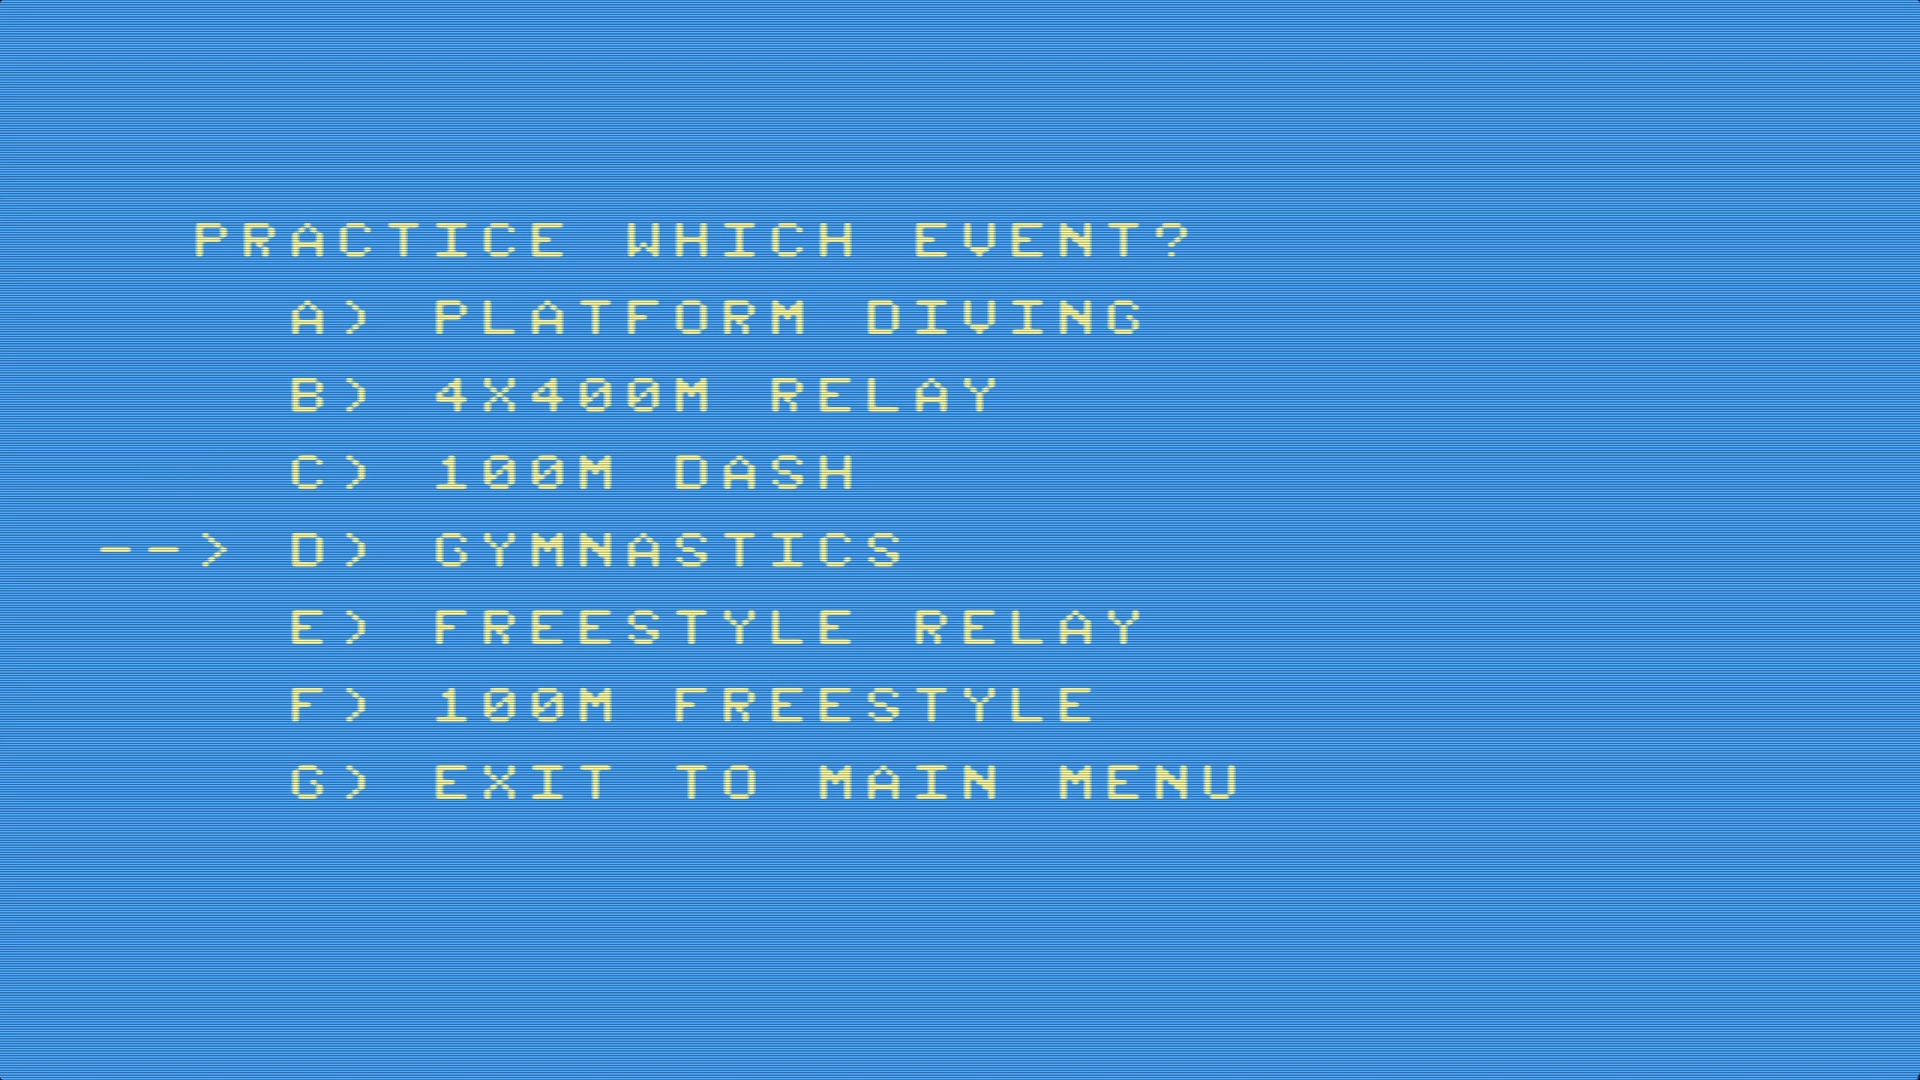 PRACTICE WHICH EVENT?
A) PLATFORM DIVING
B) 4X400M RELAY
C) 100M DASH
--> D) GYMNASTICS
E) FREESTYLE RELAY
F) 100M FREESTYLE
G) EXIT TO MAIN MENU